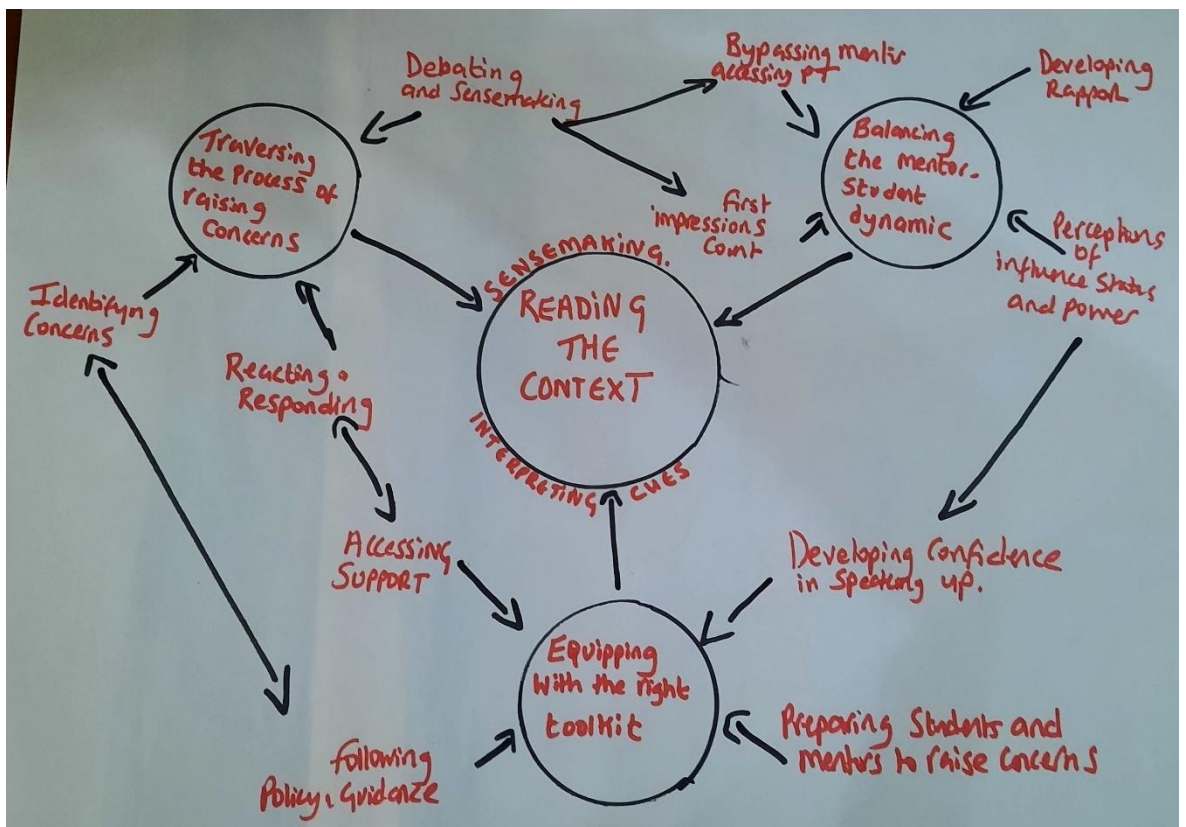 Debating
and Sensemaking
Bypassing mentor
accessing PT
Developing
Rapport
Traversing
the process of
raising
Concerns
Balancing
the mentor-
Student
dynamic
First
impressions
Count
Perceptions
of
influence status
and power
Identifying
Concerns
SENSEMAKING.
READING
THE
CONTEXT
INTERPRETING CUES
Reacting &
Responding
ACCESSING
SUPPORT
Developing Confidence
in Speaking up.
Equipping
with the right
toolkit
Following
Policy & Guidance
Preparing Students and
mentors to raise concerns